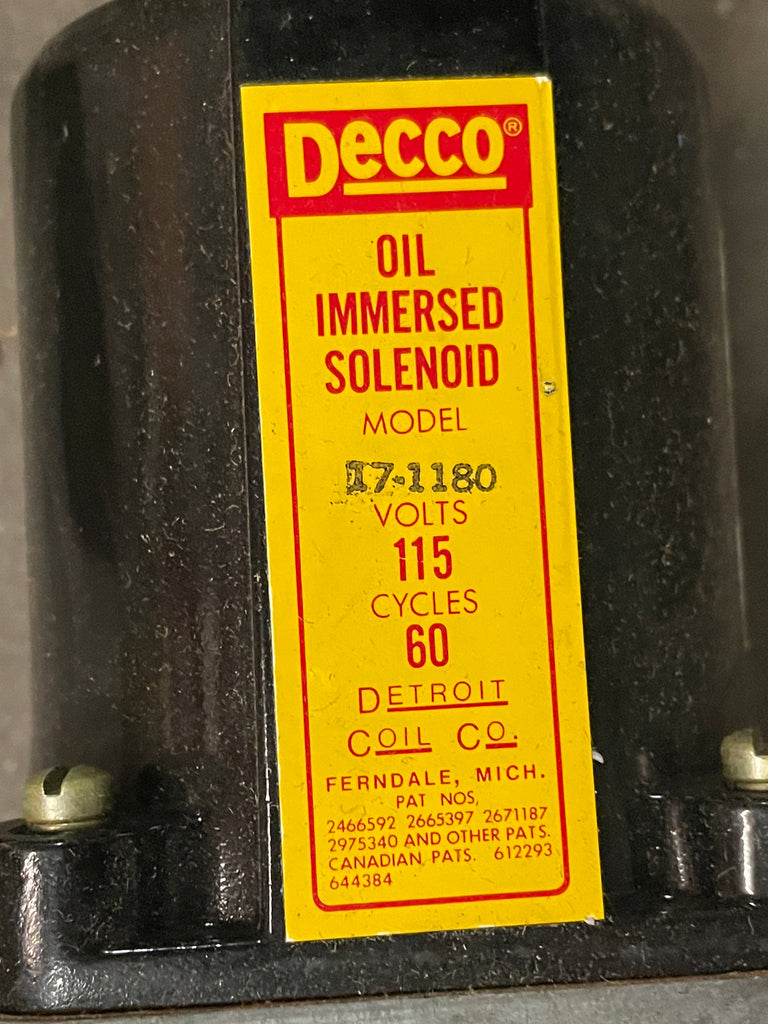 Decco®
OIL
IMMERSED
SOLENOID
MODEL
17-1180
VOLTS
115
CYCLES
60
DETROIT
COIL CO.
FERNDALE, MICH.
PAT NOS,
2466592 2665397 2671187
2975340 AND OTHER PATS.
CANADIAN PATS. 612293
644384